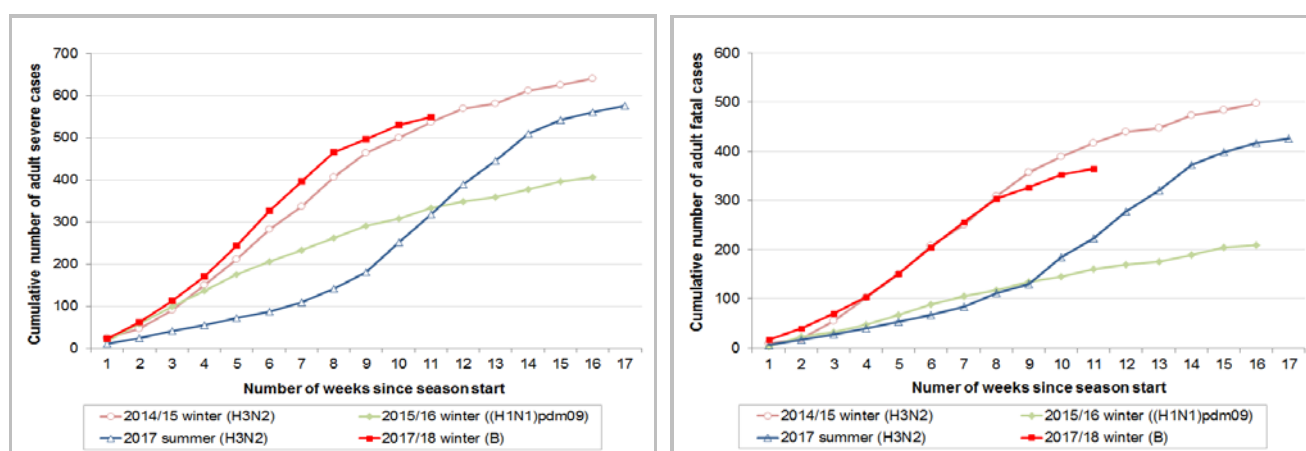 700
600
500
400
300
200
100
0
Cumulative number of adult severe cases
1 2 3 4 5 6 7 8 9 10 11 12 13 14 15 16 17
Number of weeks since season start
2014/15 winter (H3N2) 2015/16 winter ((H1N1)pdm09)
2017 summer (H3N2) 2017/18 winter (B)
600
500
400
300
200
100
0
Cumulative number of adult fatal cases
1 2 3 4 5 6 7 8 9 10 11 12 13 14 15 16 17
Numer of weeks since season start
2014/15 winter (H3N2) 2015/16 winter ((H1N1)pdm09)
2017 summer (H3N2) 2017/18 winter (B)